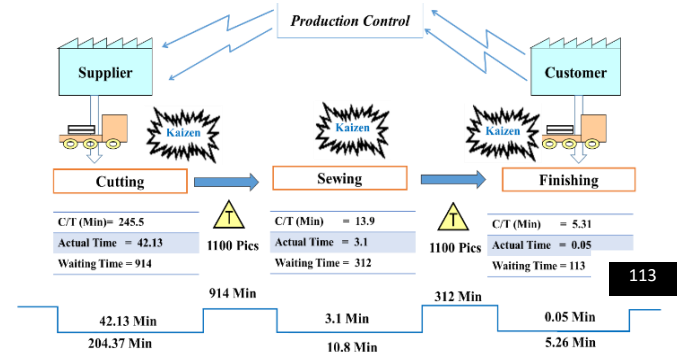 Production Control
Supplier
Customer
Kaizen
Kaizen
Kaizen
Cutting
Sewing
Finishing
C/T (Min)= 245.5
Actual Time = 42.13
Waiting Time = 914
T
1100 Pics
C/T (Min) = 13.9
Actual Time = 3.1
Waiting Time = 312
T
1100 Pics
C/T (Min) = 5.31
Actual Time = 0.05
Waiting Time = 113
113
914 Min
312 Min
42.13 Min
204.37 Min
3.1 Min
10.8 Min
0.05 Min
5.26 Min